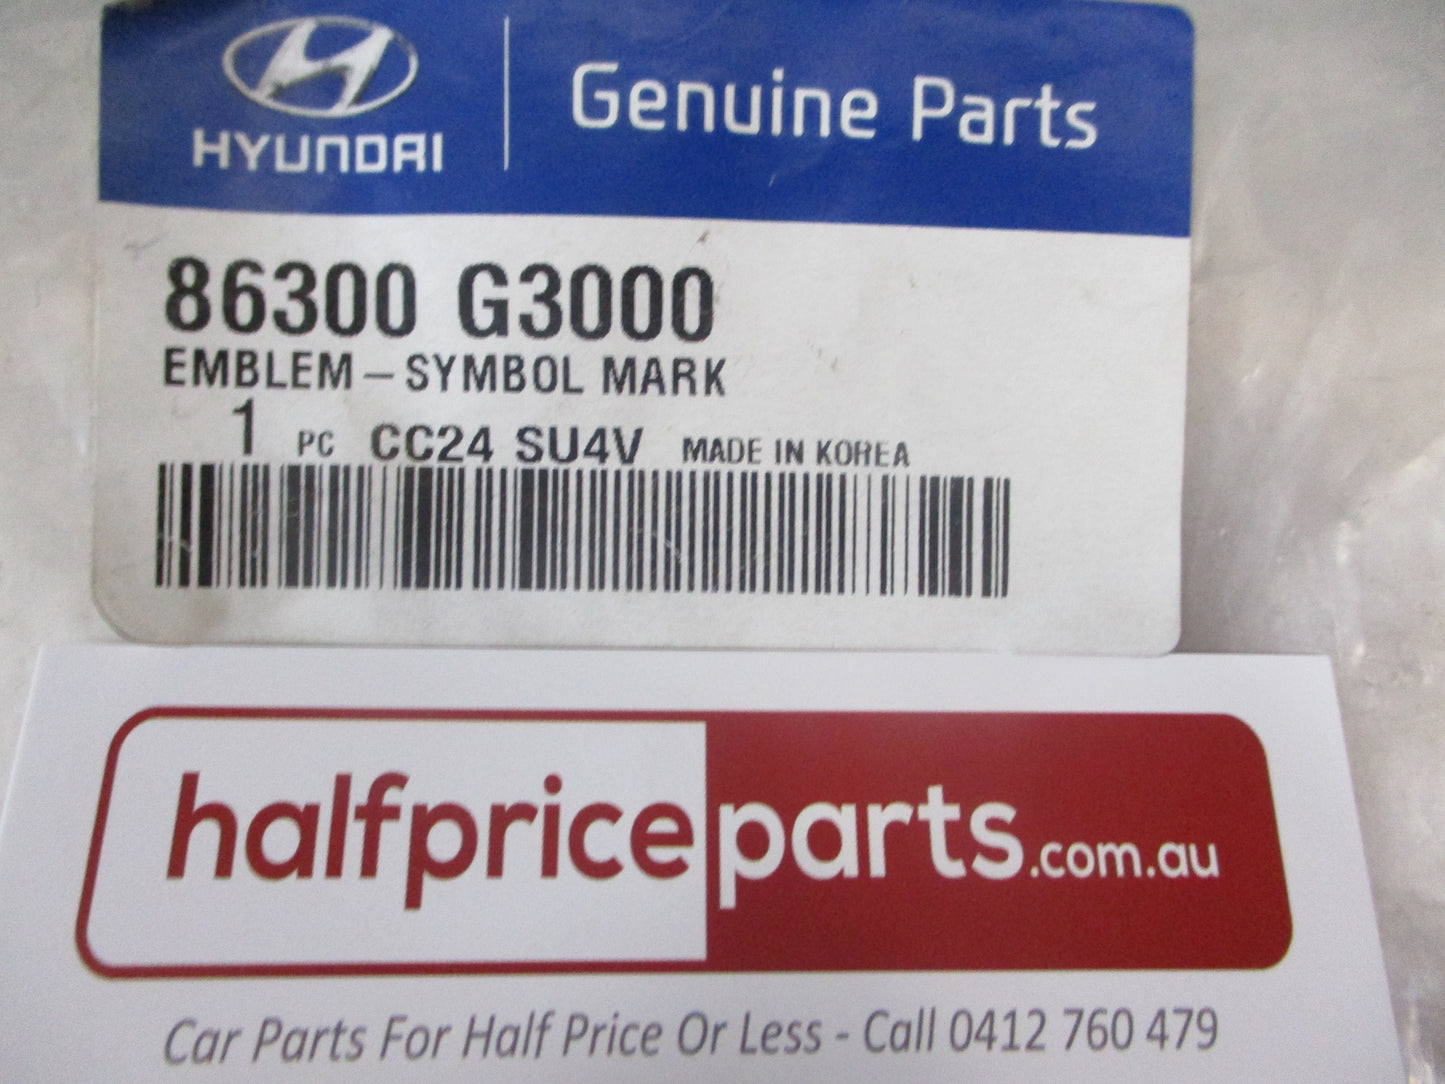 HYUNDAI
Genuine Parts
86300 G3000
EMBLEM-SYMBOL MARK
1 PC CC24 SU4V MADE IN KOREA
halfpriceparts.com.au
Car Parts For Half Price Or Less - Call 0412 760 479